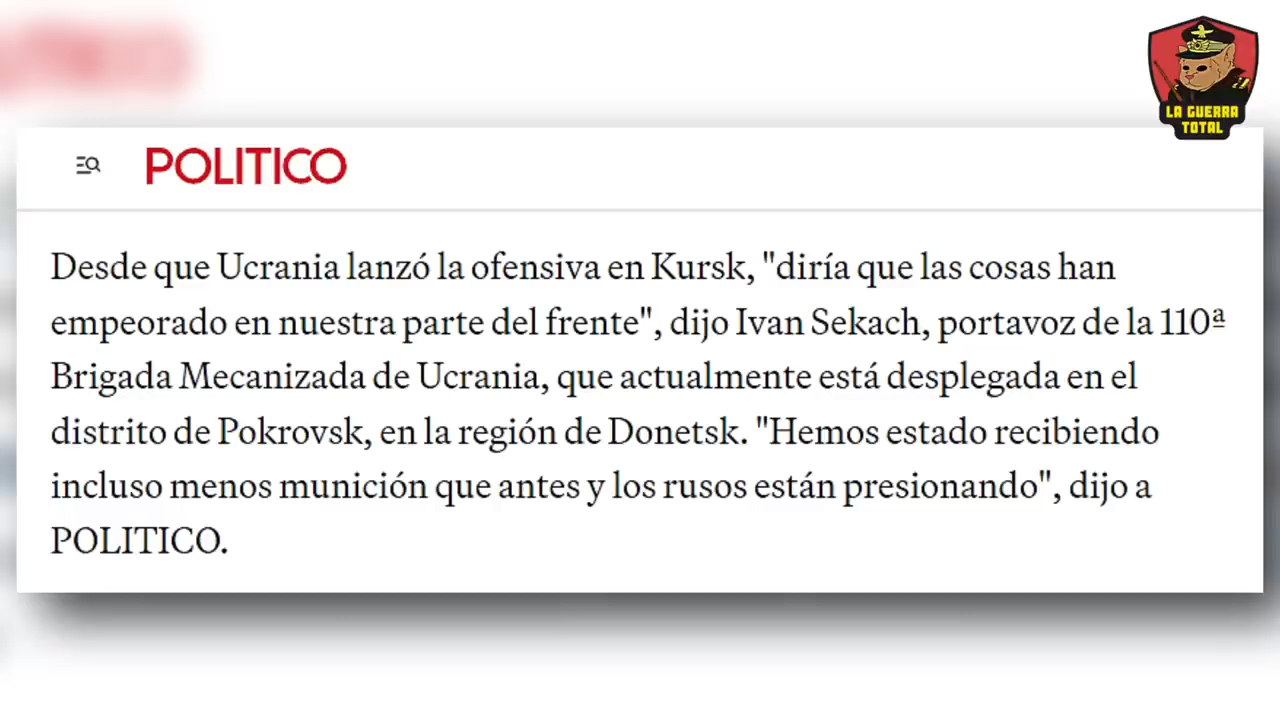 LA GUERRA
TOTAL
POLITICO
Desde que Ucrania lanzó la ofensiva en Kursk, "diría que las cosas han
empeorado en nuestra parte del frente", dijo Ivan Sekach, portavoz de la 110ª
Brigada Mecanizada de Ucrania, que actualmente está desplegada en el
distrito de Pokrovsk, en la región de Donetsk. "Hemos estado recibiendo
incluso menos munición que antes y los rusos están presionando", dijo a
POLITICO.